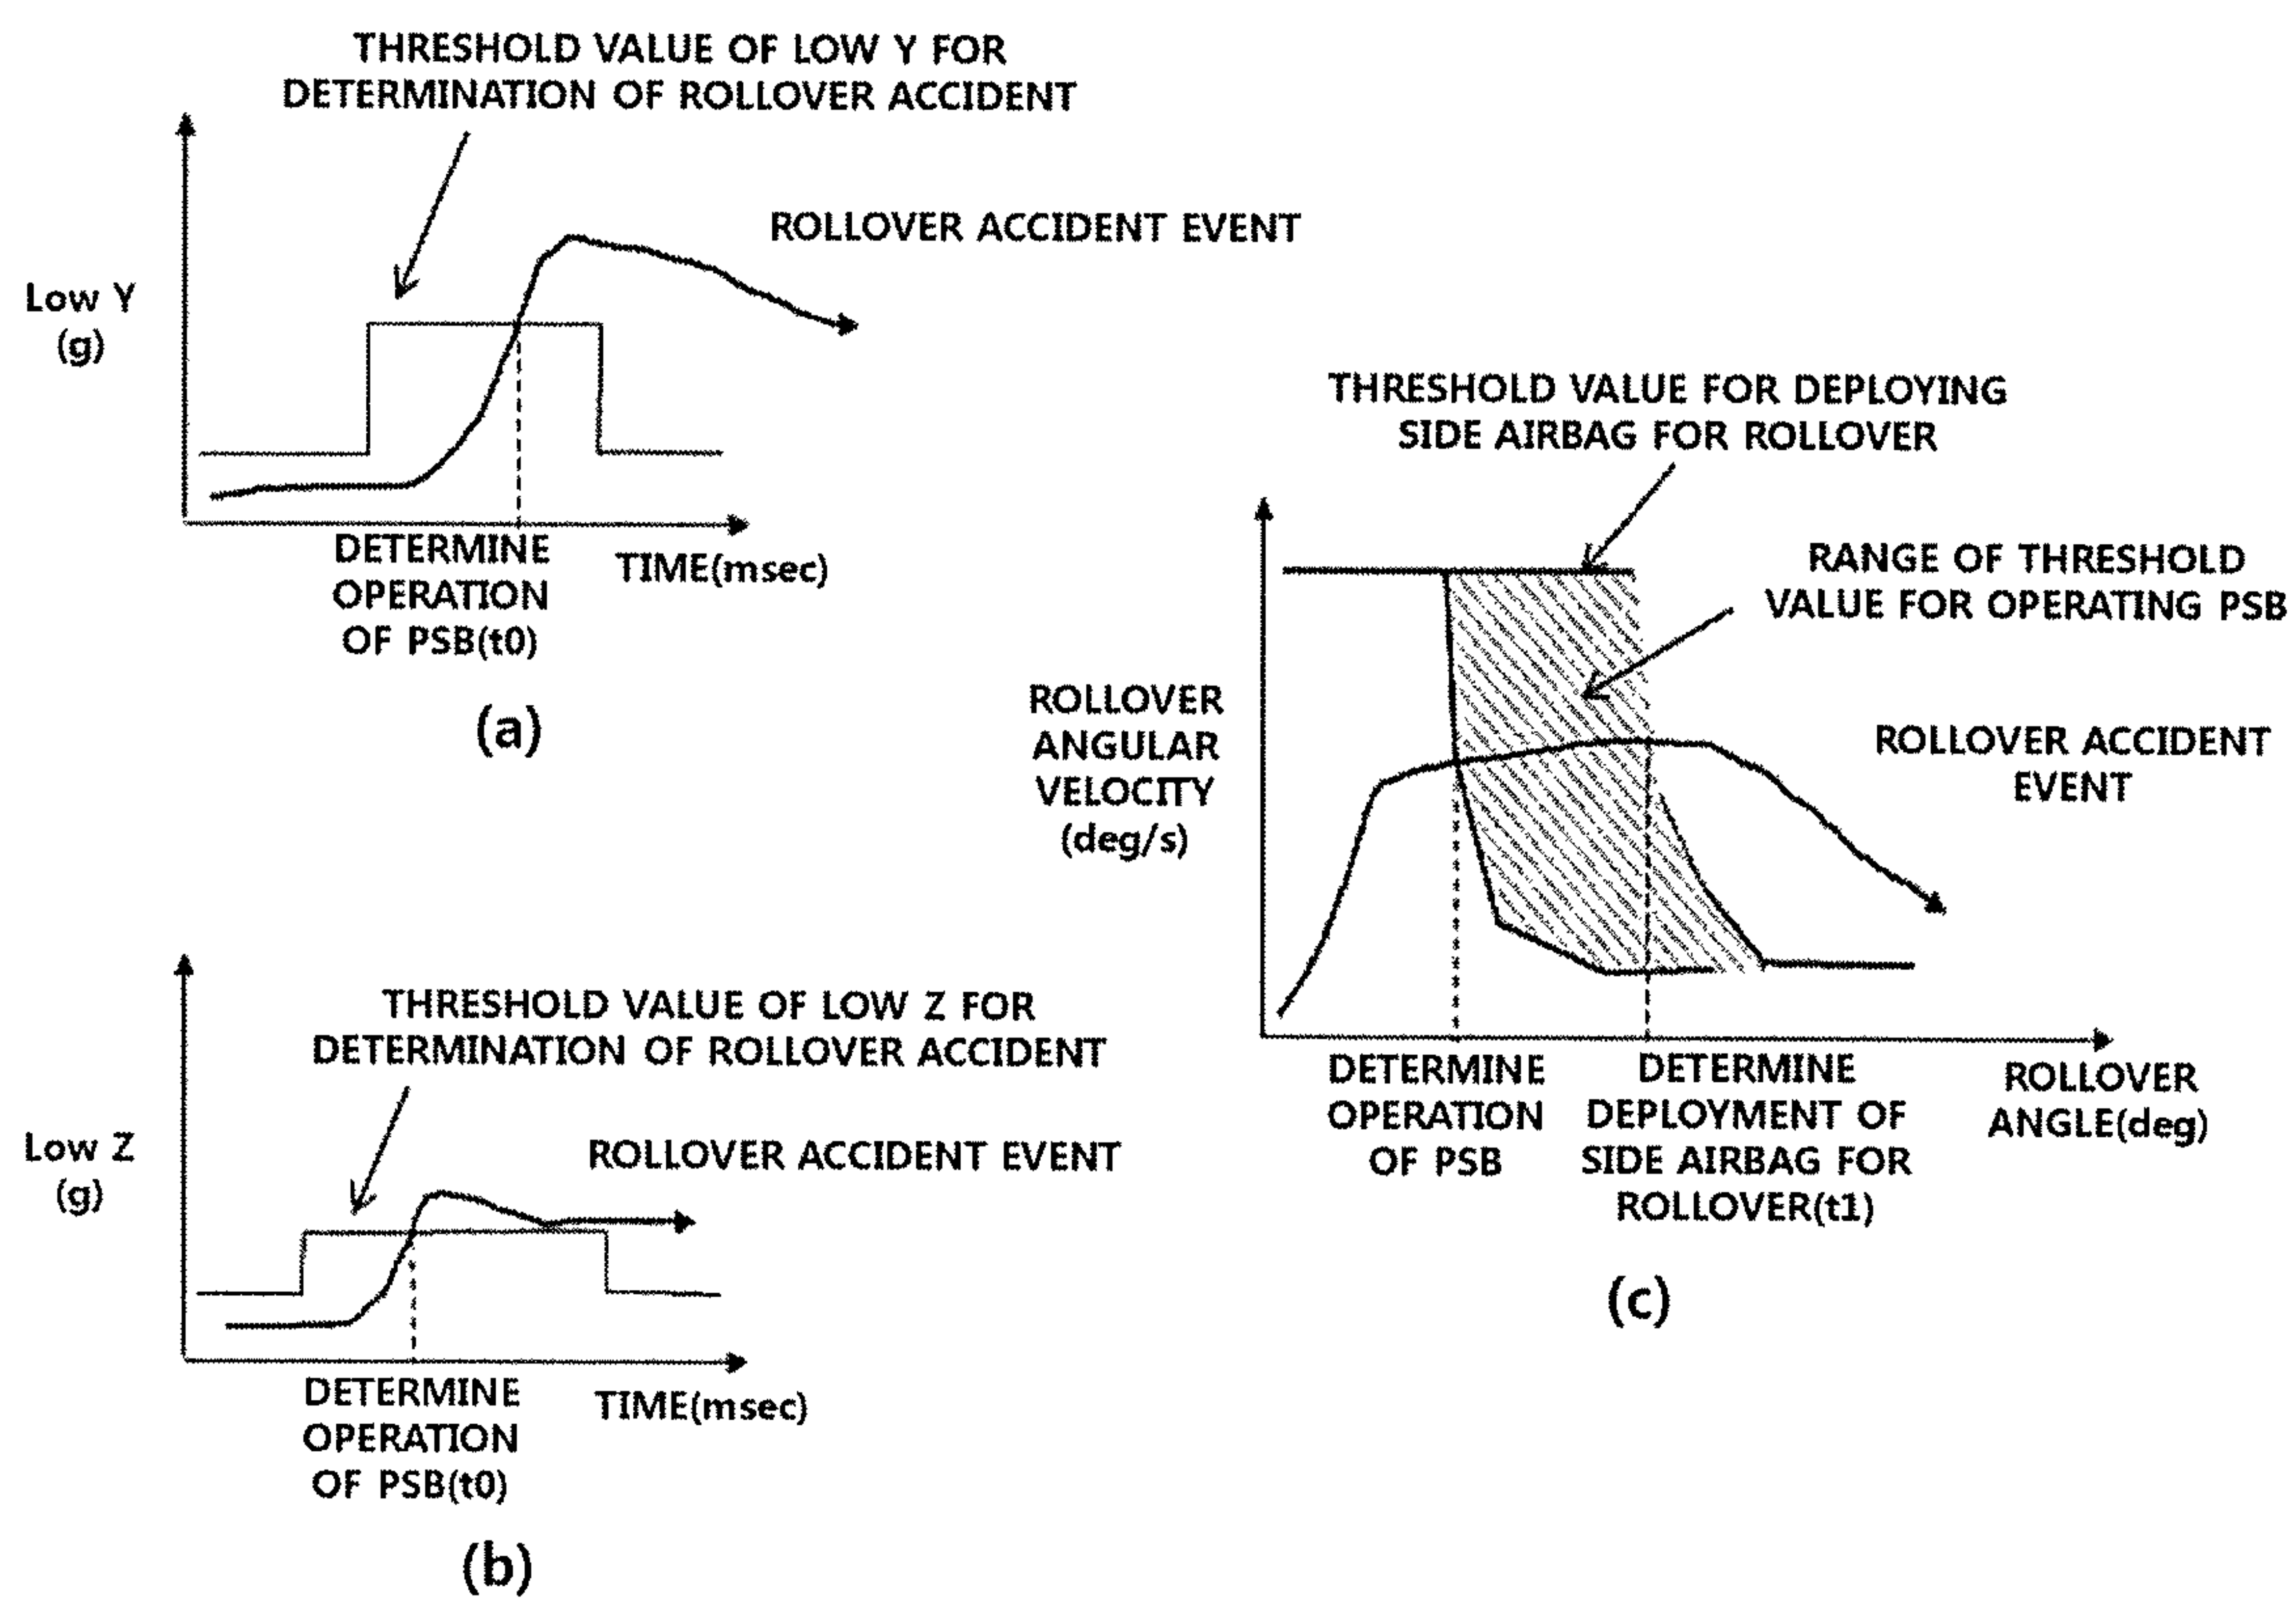 THRESHOLD VALUE OF LOW Y FOR
DETERMINATION OF ROLLOVER ACCIDENT
ROLLOVER ACCIDENT EVENT
Low Y
(g)
DETERMINE
OPERATION
OF PSB(t0)
TIME(msec)
(a)
THRESHOLD VALUE OF LOW Z FOR
DETERMINATION OF ROLLOVER ACCIDENT
ROLLOVER ACCIDENT EVENT
Low Z
(g)
DETERMINE
OPERATION
OF PSB(t0)
TIME(msec)
(b)
THRESHOLD VALUE FOR DEPLOYING
SIDE AIRBAG FOR ROLLOVER
RANGE OF THRESHOLD
VALUE FOR OPERATING PSB
ROLLOVER
ANGULAR
VELOCITY
(deg/s)
ROLLOVER ACCIDENT
EVENT
DETERMINE
OPERATION
OF PSB
DETERMINE
DEPLOYMENT OF
SIDE AIRBAG FOR
ROLLOVER(t1)
ROLLOVER
ANGLE(deg)
(c)